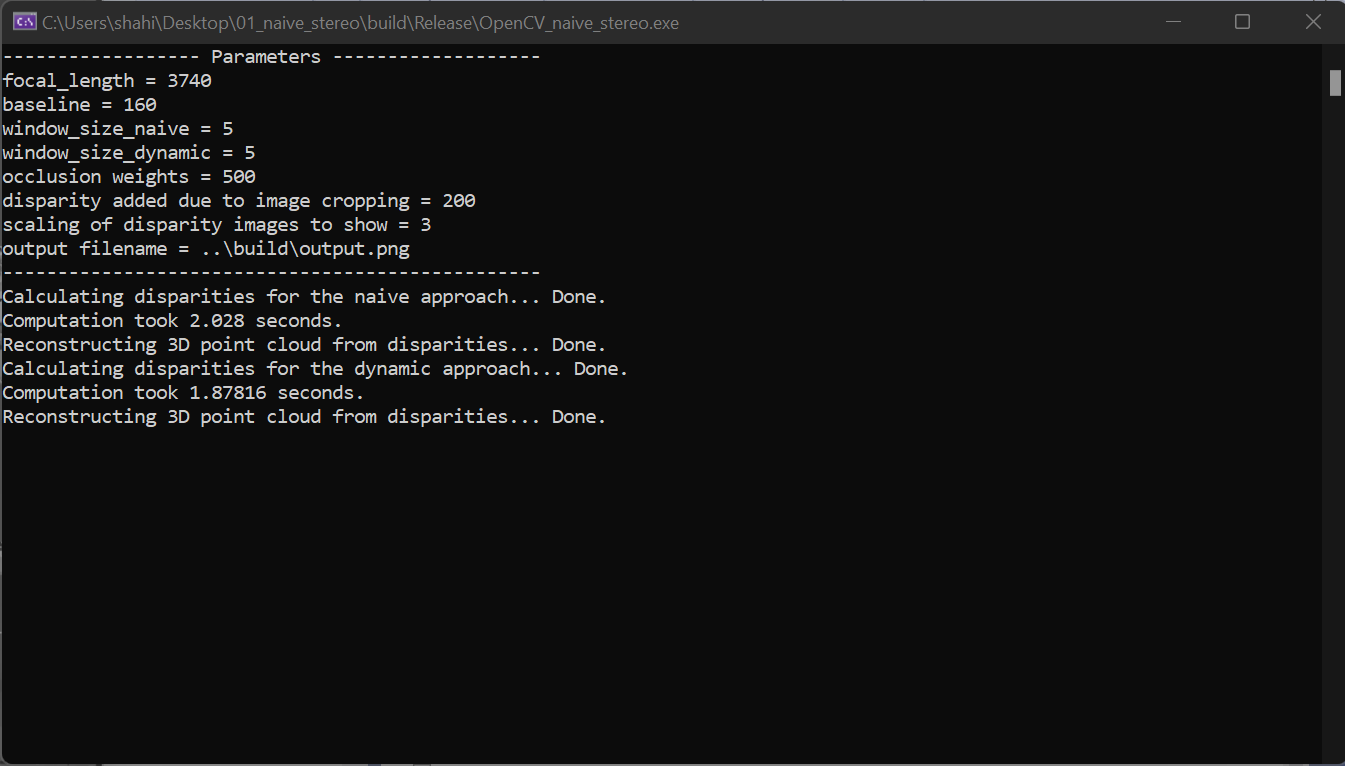 C:\Users\shahi\Desktop\01_naive_stereo\build\Release\OpenCV_naive_stereo.exe
------------------ Parameters -------------------
focal_length = 3740
baseline = 160
window_size_naive = 5
window_size_dynamic = 5
occlusion weights = 500
disparity added due to image cropping = 200
scaling of disparity images to show = 3
output filename = ..\build\output.png
-------------------------------------------------
Calculating disparities for the naive approach... Done.
Computation took 2.028 seconds.
Reconstructing 3D point cloud from disparities... Done.
Calculating disparities for the dynamic approach... Done.
Computation took 1.87816 seconds.
Reconstructing 3D point cloud from disparities... Done.